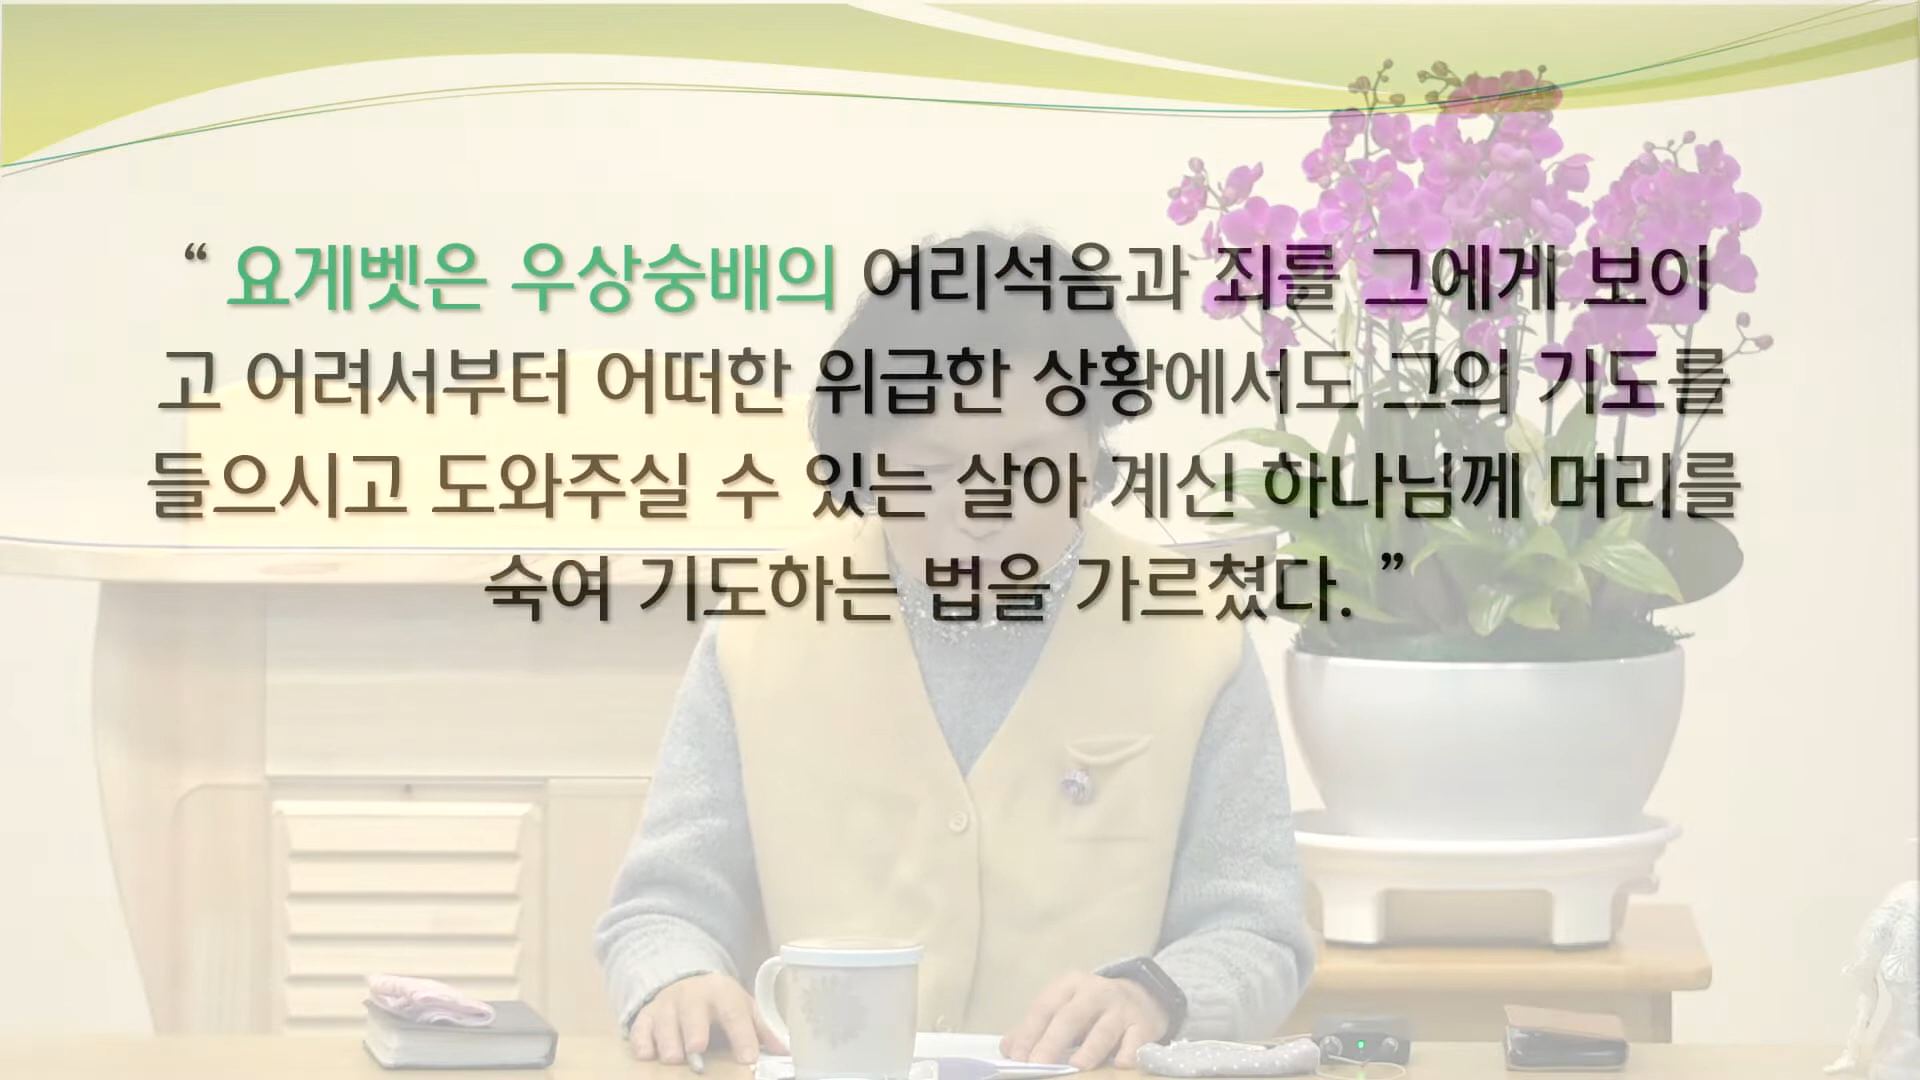 “ 요게벳은 우상숭배의 어리석음과 죄를 그에게 보이
고 어려서부터 어떠한 위급한 상황에서도 그의 기도를
들으시고 도와주실 수 있는 살아 계신 하나님께 머리를
숙여 기도하는 법을 가르쳤다. ”